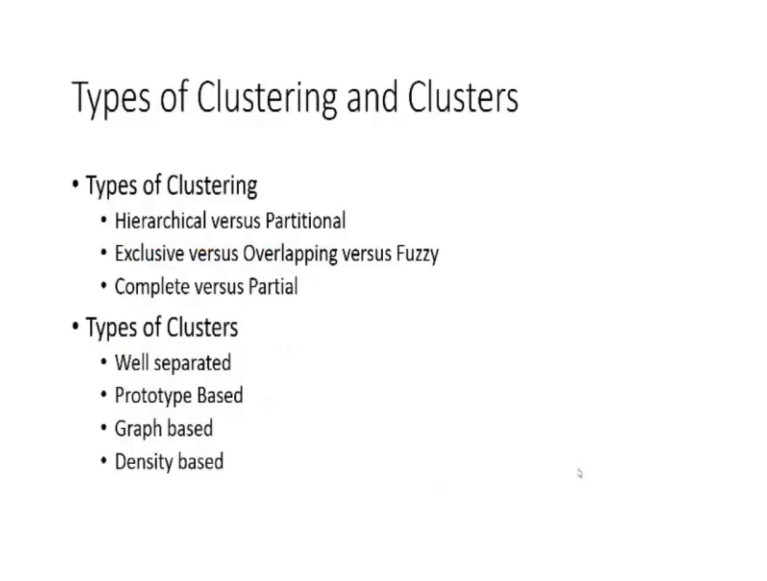 Types of Clustering and Clusters
• Types of Clustering
• Hierarchical versus Partitional
• Exclusive versus Overlapping versus Fuzzy
• Complete versus Partial
• Types of Clusters
• Well separated
• Prototype Based
• Graph based
• Density based